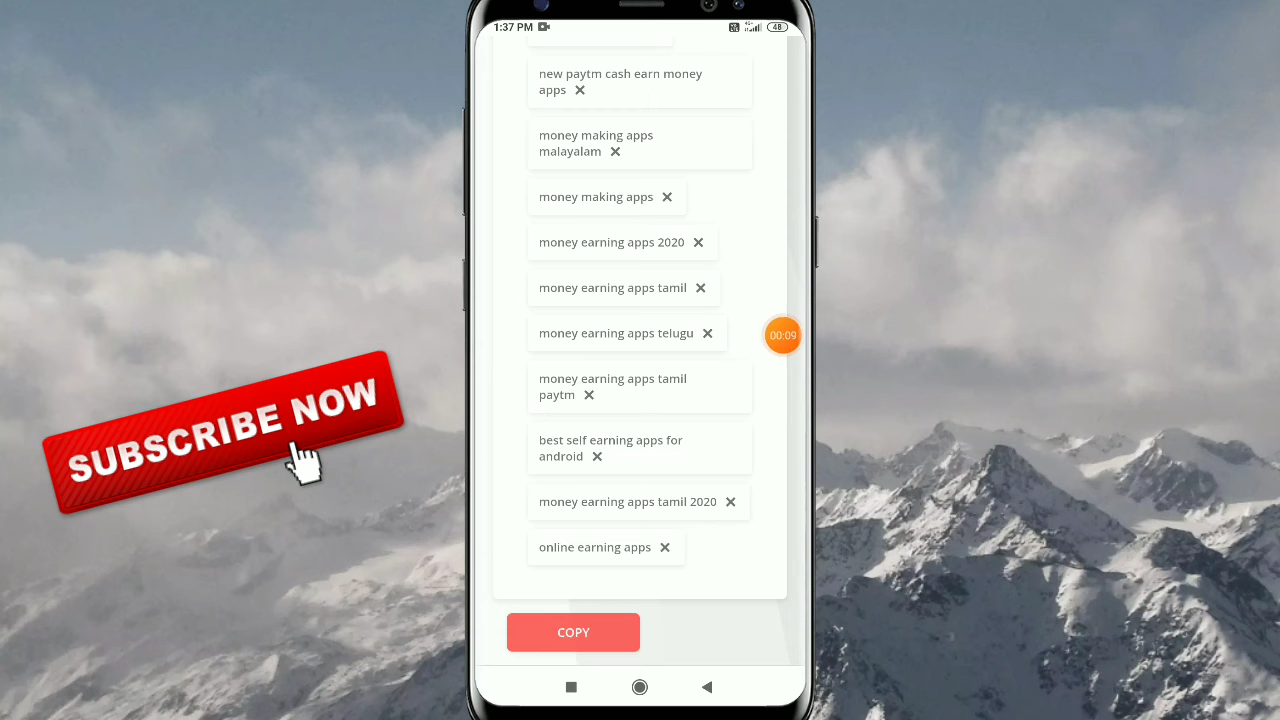 1:37 PM
4G
48
new paytm cash earn money
apps ✕
money making apps
malayalam ✕
money making apps ✕
money earning apps 2020 ✕
money earning apps tamil ✕
money earning apps telugu ✕
00:09
money earning apps tamil
paytm ✕
best self earning apps for
android ✕
money earning apps tamil 2020 ✕
online earning apps ✕
COPY
SUBSCRIBE NOW